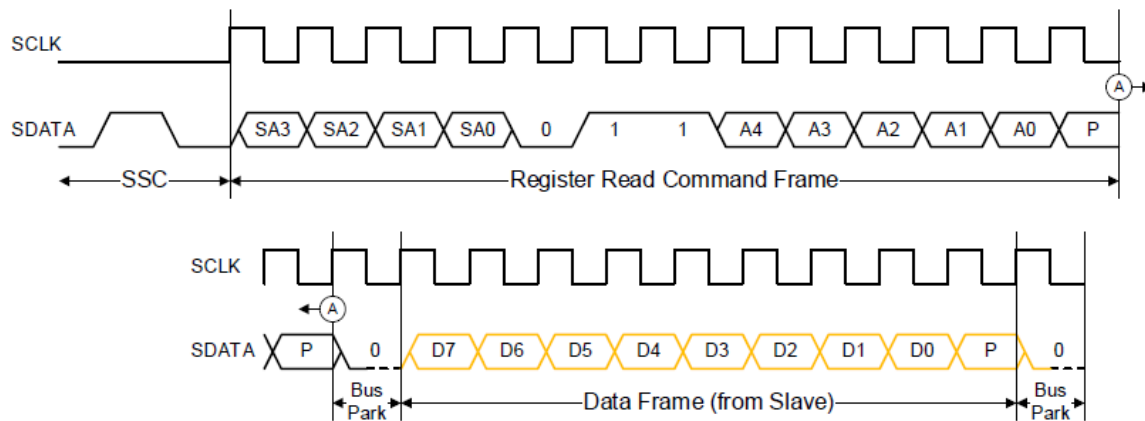 SCLK
A
SDATA SA3 SA2 SA1 SA0 0 1 1 A4 A3 A2 A1 A0 P
SSC Register Read Command Frame
SCLK
A
SDATA P 0 D7 D6 D5 D4 D3 D2 D1 D0 P 0
Bus Park Data Frame (from Slave) Bus Park